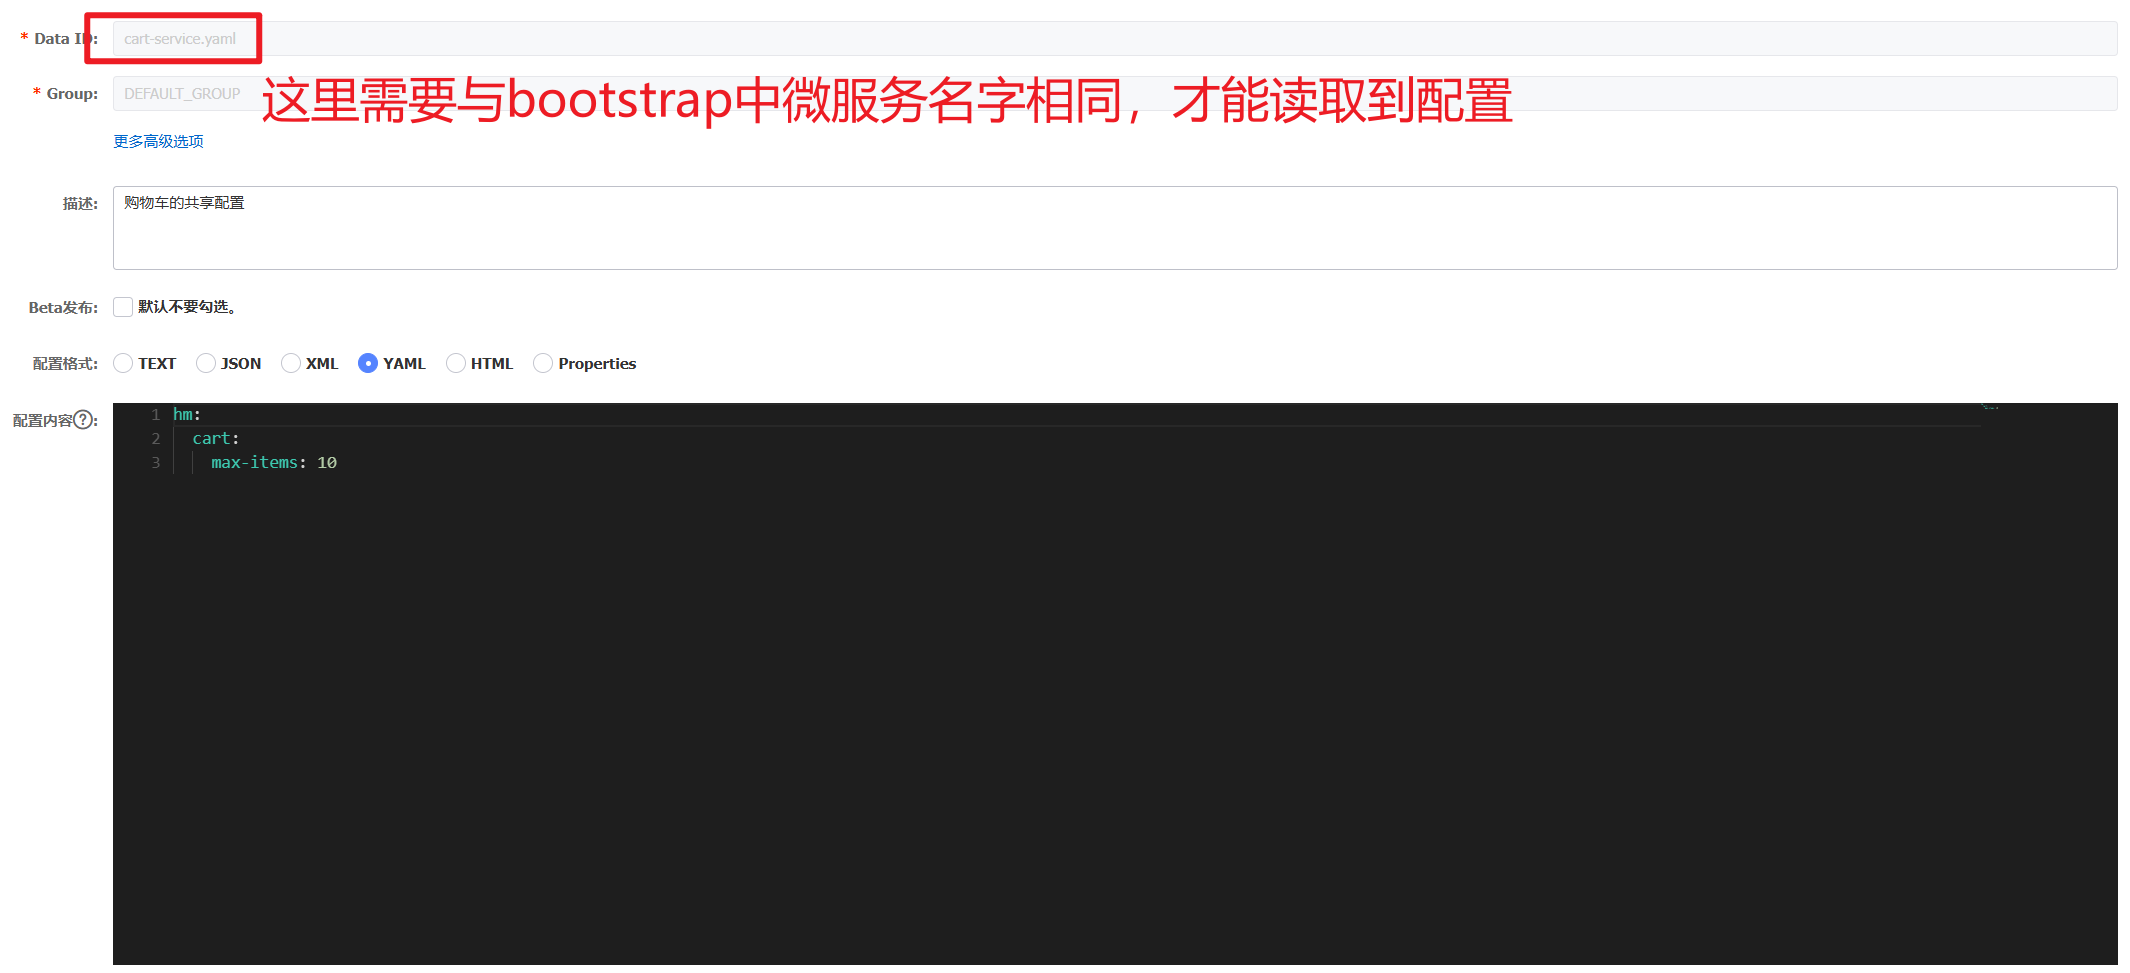 * Data ID: cart-service.yaml
* Group: DEFAULT_GROUP
这里需要与bootstrap中微服务名字相同，才能读取到配置
更多高级选项
描述: 购物车的共享配置
Beta发布: 默认不要勾选。
配置格式: TEXT JSON XML YAML HTML Properties
配置内容?: 1 hm:
2 cart:
3 max-items: 10